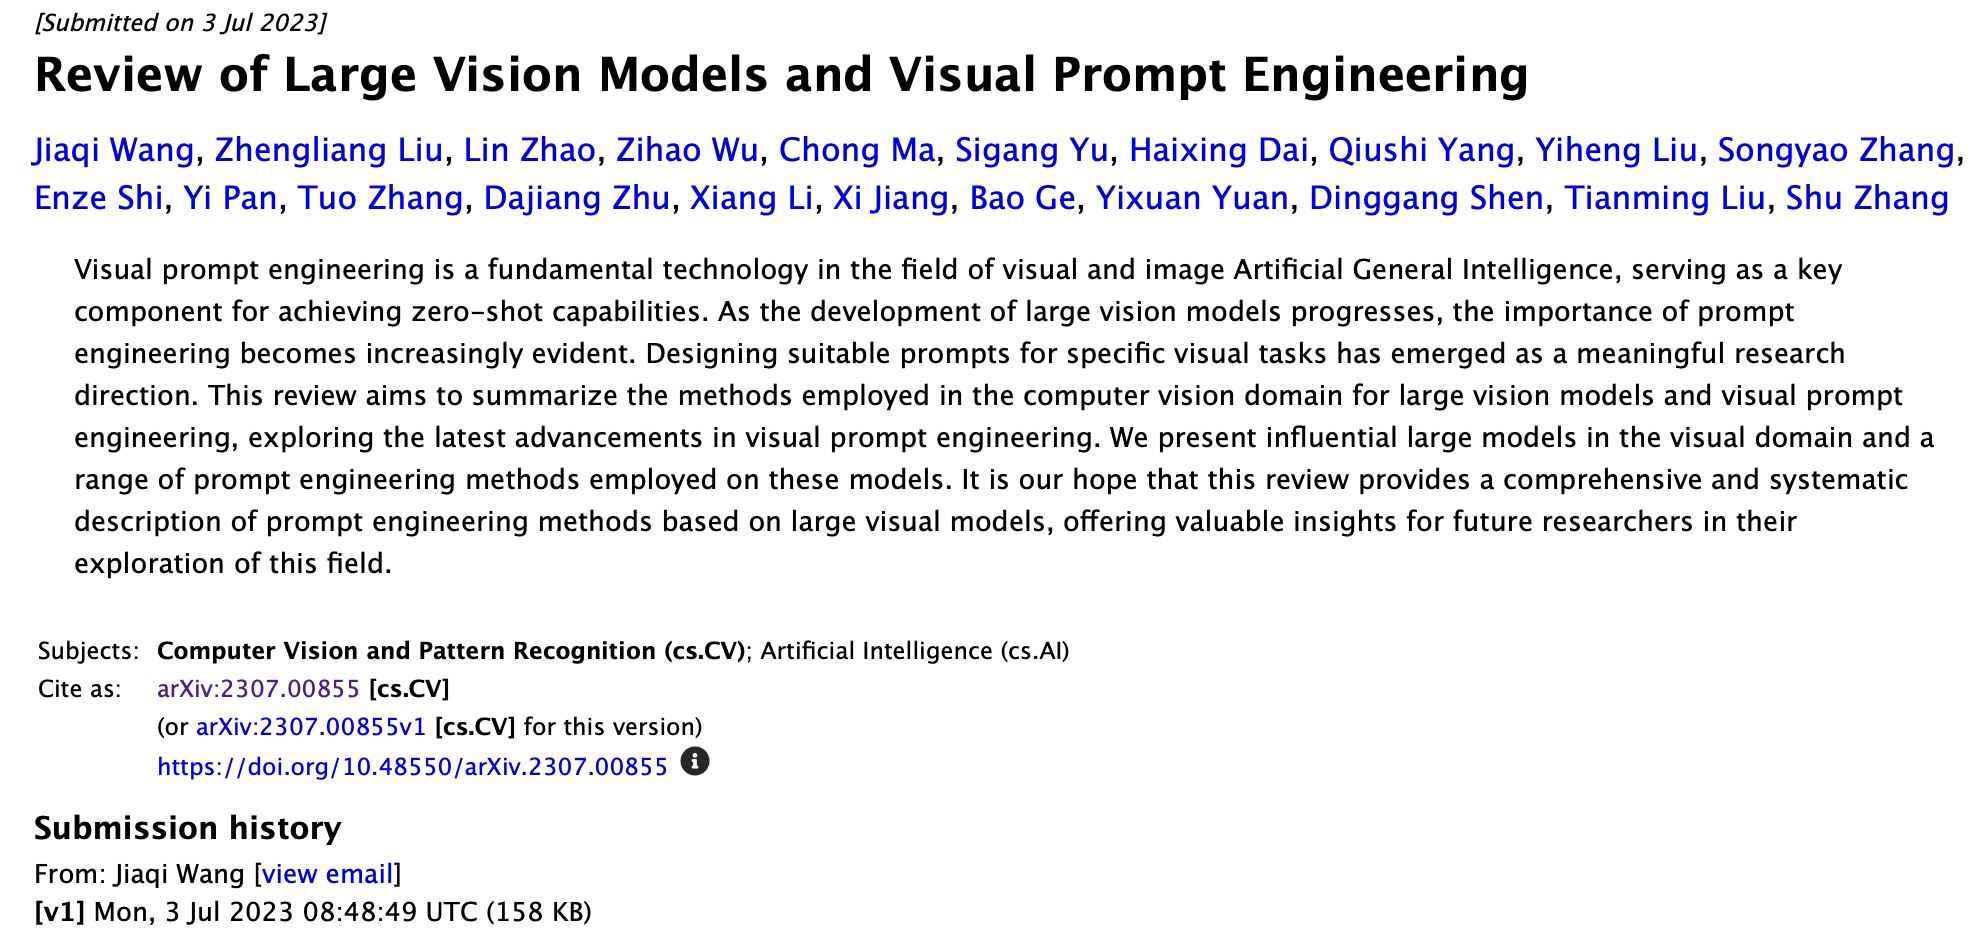 [Submitted on 3 Jul 2023]
Review of Large Vision Models and Visual Prompt Engineering
Jiaqi Wang, Zhengliang Liu, Lin Zhao, Zihao Wu, Chong Ma, Sigang Yu, Haixing Dai, Qiushi Yang, Yiheng Liu, Songyao Zhang,
Enze Shi, Yi Pan, Tuo Zhang, Dajiang Zhu, Xiang Li, Xi Jiang, Bao Ge, Yixuan Yuan, Dinggang Shen, Tianming Liu, Shu Zhang
Visual prompt engineering is a fundamental technology in the field of visual and image Artificial General Intelligence, serving as a key
component for achieving zero-shot capabilities. As the development of large vision models progresses, the importance of prompt
engineering becomes increasingly evident. Designing suitable prompts for specific visual tasks has emerged as a meaningful research
direction. This review aims to summarize the methods employed in the computer vision domain for large vision models and visual prompt
engineering, exploring the latest advancements in visual prompt engineering. We present influential large models in the visual domain and a
range of prompt engineering methods employed on these models. It is our hope that this review provides a comprehensive and systematic
description of prompt engineering methods based on large visual models, offering valuable insights for future researchers in their
exploration of this field.
Subjects: Computer Vision and Pattern Recognition (cs.CV); Artificial Intelligence (cs.AI)
Cite as: arXiv:2307.00855 [cs.CV]
(or arXiv:2307.00855v1 [cs.CV] for this version)
https://doi.org/10.48550/arXiv.2307.00855
Submission history
From: Jiaqi Wang [view email]
[v1] Mon, 3 Jul 2023 08:48:49 UTC (158 KB)